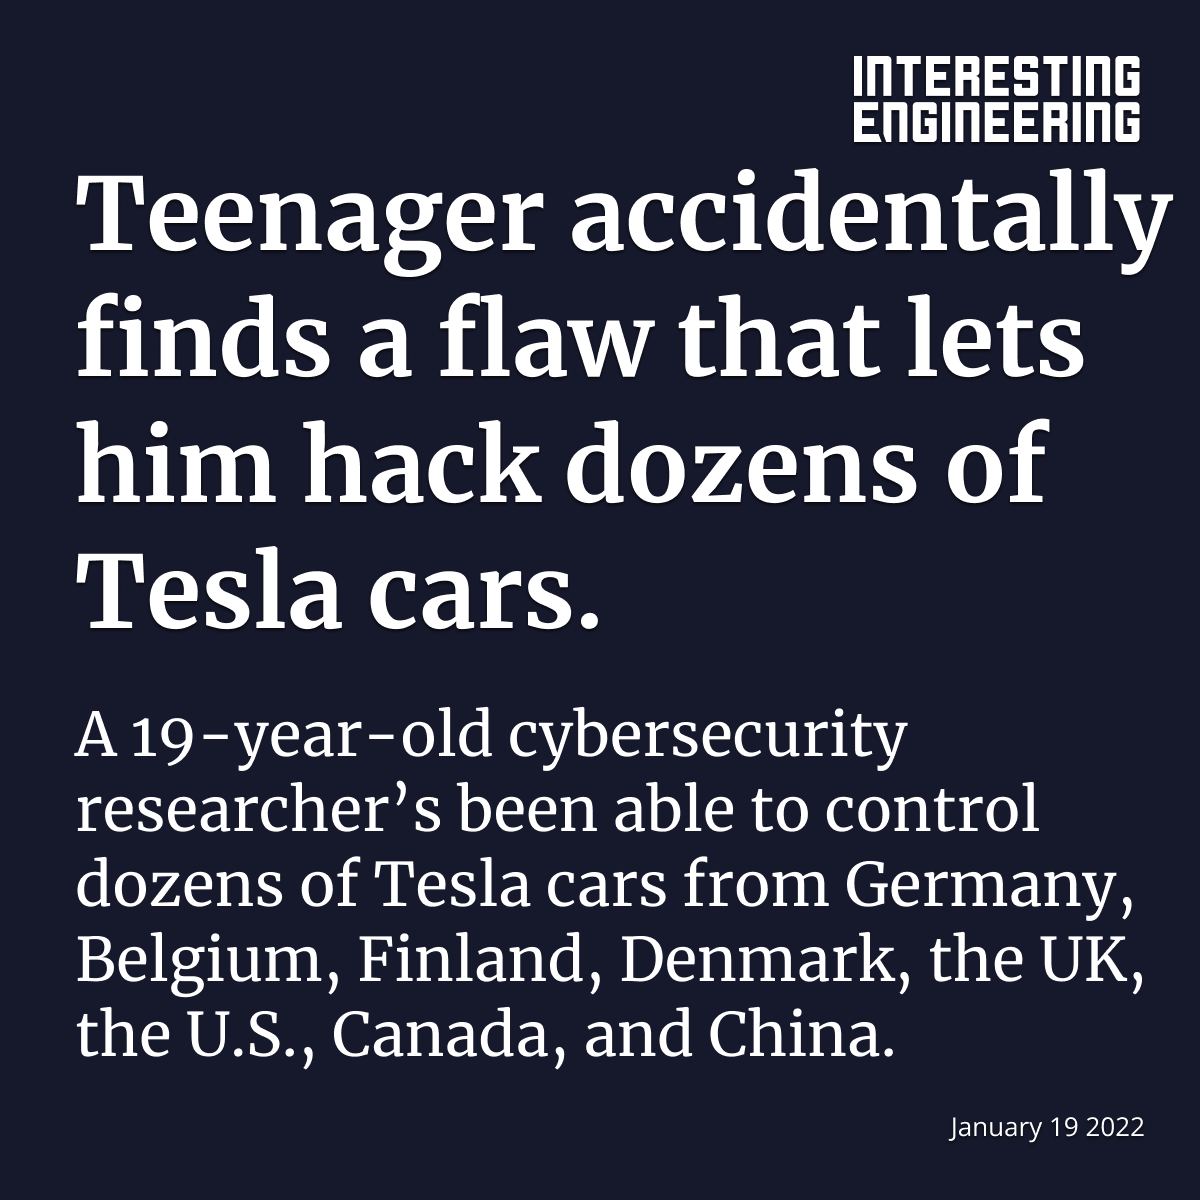 INTERESTING
ENGINEERING
Teenager accidentally
finds a flaw that lets
him hack dozens of
Tesla cars.
A 19-year-old cybersecurity
researcher’s been able to control
dozens of Tesla cars from Germany,
Belgium, Finland, Denmark, the UK,
the U.S., Canada, and China.
January 19 2022